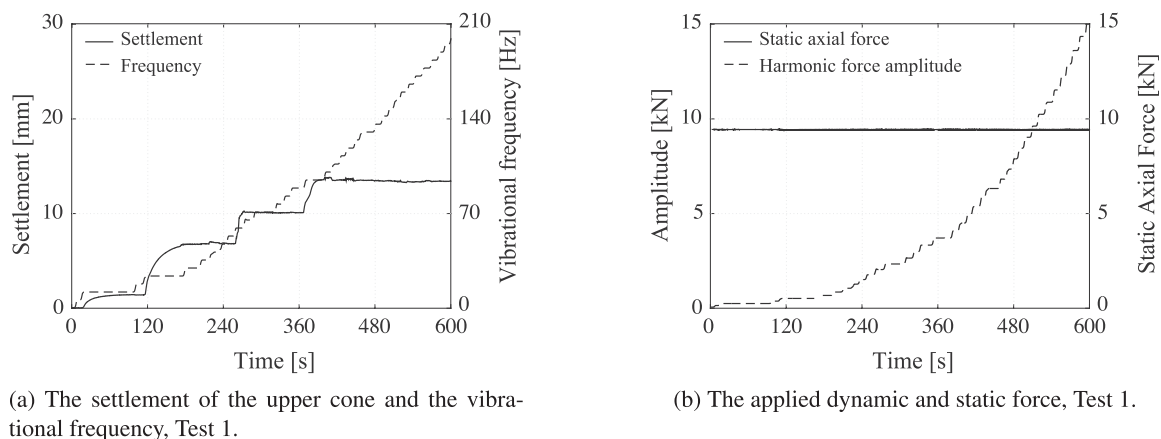 30
20
10
0
Settlement [mm]
210
140
70
0
Vibrational frequency [Hz]
Settlement
Frequency
0 120 240 360 480 600
Time [s]
(a) The settlement of the upper cone and the vibra-
tional frequency, Test 1.
15
10
5
0
Amplitude [kN]
15
10
5
0
Static Axial Force [kN]
Static axial force
Harmonic force amplitude
0 120 240 360 480 600
Time [s]
(b) The applied dynamic and static force, Test 1.